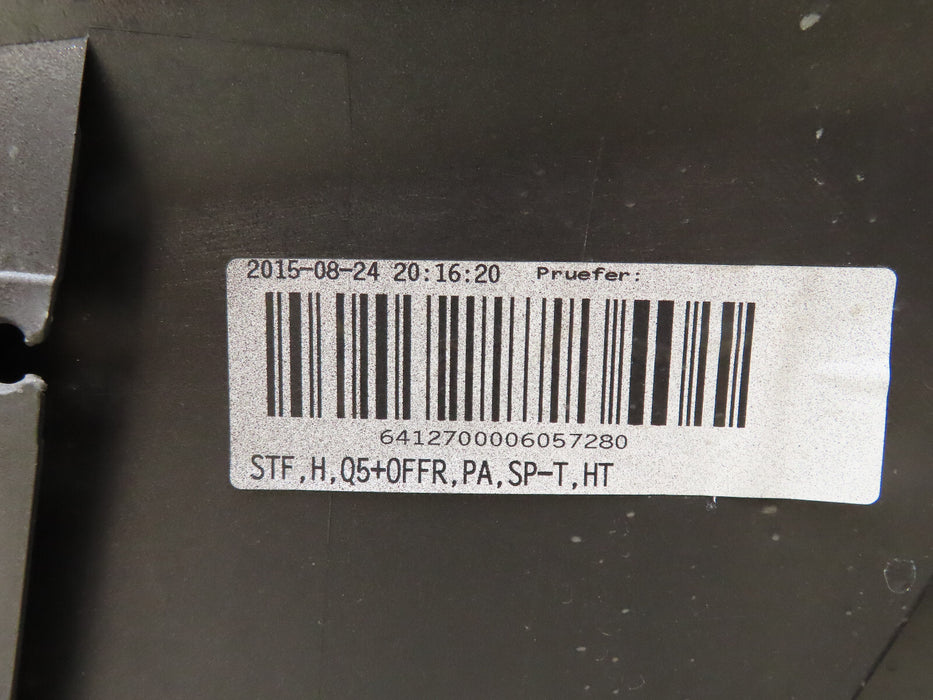 2015-08-24 20:16:20 Pruefer:
6412700006057280
STF,H,Q5+OFFR,PA,SP-T,HT